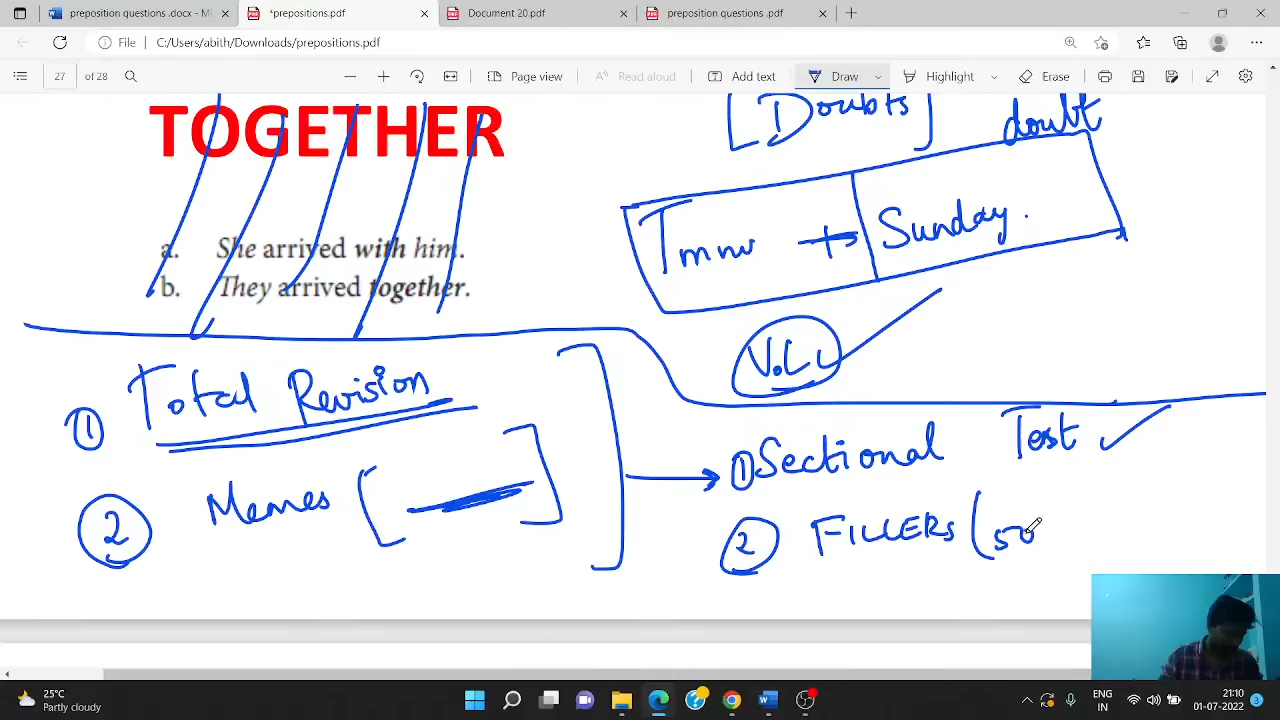 preposition questions .docx - Mi
*prepositions.pdf
Document 20.pdf
preposition questions .pdf
File C:/Users/abith/Downloads/prepositions.pdf
27 of 28
Page view
Read aloud
Add text
Draw
Highlight
Erase
TOGETHER
[Doubts] doubt
a. She arrived with him.
b. They arrived together.
Tmrw + Sunday.
① Total Revision
② Memes [ ]
① Sectional Test ✓
② FILLERS (50
25°C
Partly cloudy
ENG
IN
21:10
01-07-2022
3